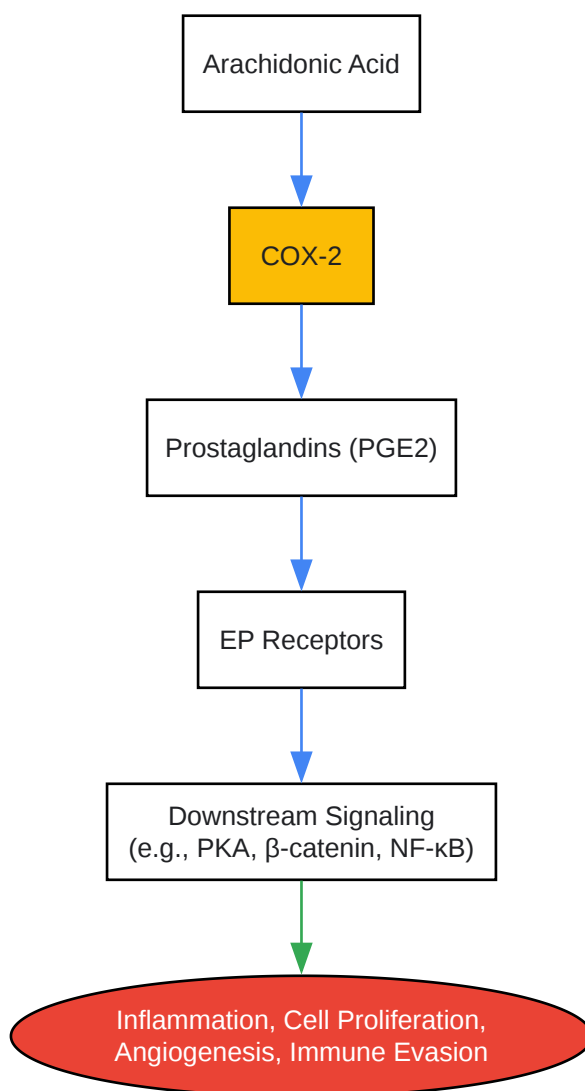 Arachidonic Acid
COX-2
Prostaglandins (PGE2)
EP Receptors
Downstream Signaling
(e.g., PKA, β-catenin, NF-κB)
Inflammation, Cell Proliferation,
Angiogenesis, Immune Evasion